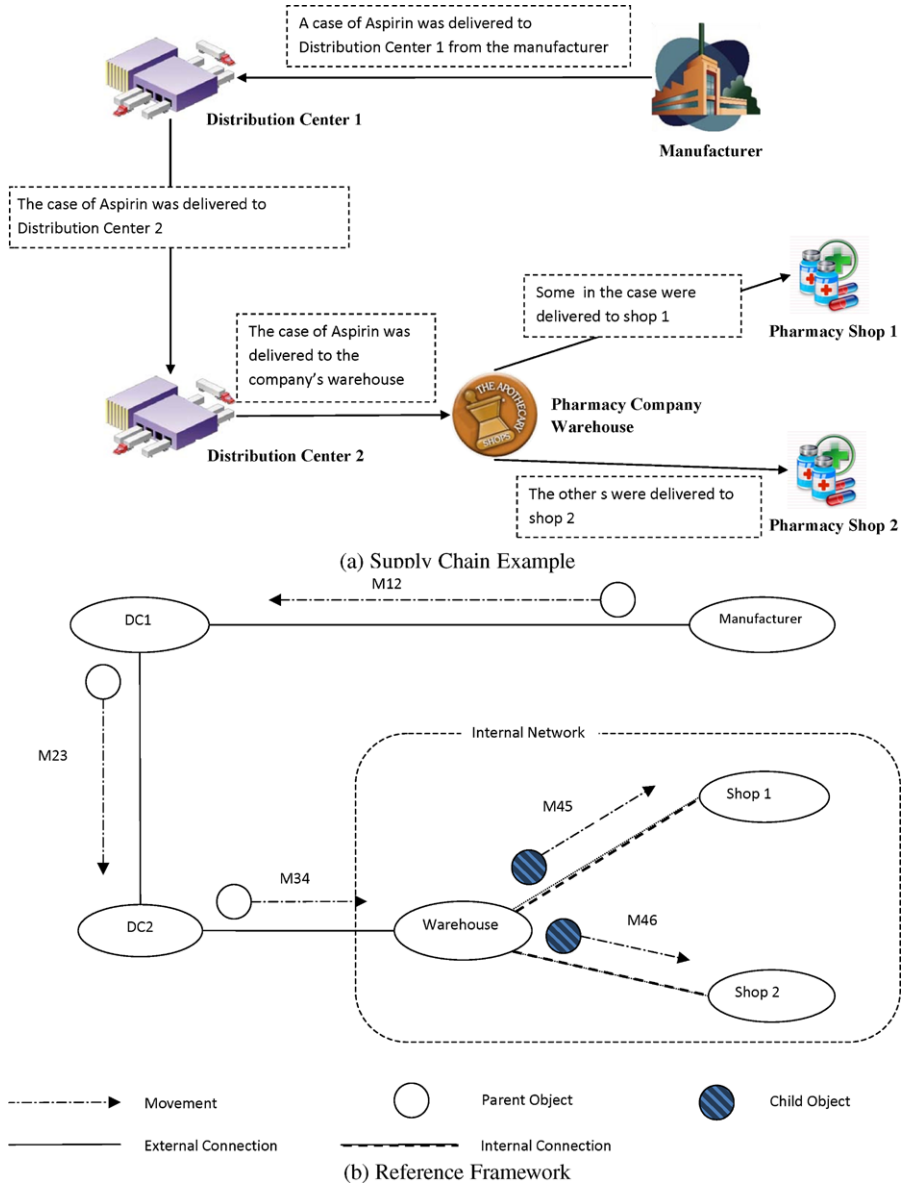 A case of Aspirin was delivered to
Distribution Center 1 from the manufacturer
Distribution Center 1
Manufacturer
The case of Aspirin was delivered to
Distribution Center 2
Some in the case were
delivered to shop 1
Pharmacy Shop 1
The case of Aspirin was
delivered to the
company's warehouse
THE APOTHECARY
SHOPS
Pharmacy Company
Warehouse
Distribution Center 2
The other s were delivered to
shop 2
Pharmacy Shop 2
(a) Supply Chain Example
M12
DC1
Manufacturer
M23
Internal Network
M45
Shop 1
M34
DC2
Warehouse
M46
Shop 2
Movement
Parent Object
Child Object
External Connection
Internal Connection
(b) Reference Framework